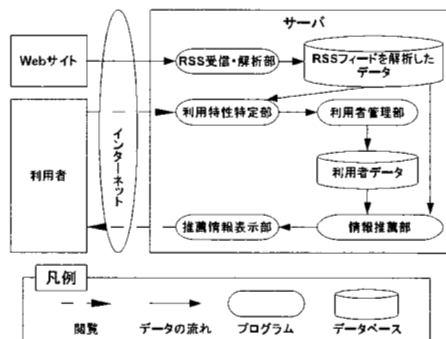 サーバ
Webサイト
RSS受信・解析部
RSSフィードを解析した
データ
利用者
インターネット
利用特性特定部
利用者管理部
利用者データ
推薦情報表示部
情報推薦部
凡例
閲覧
データの流れ
プログラム
データベース